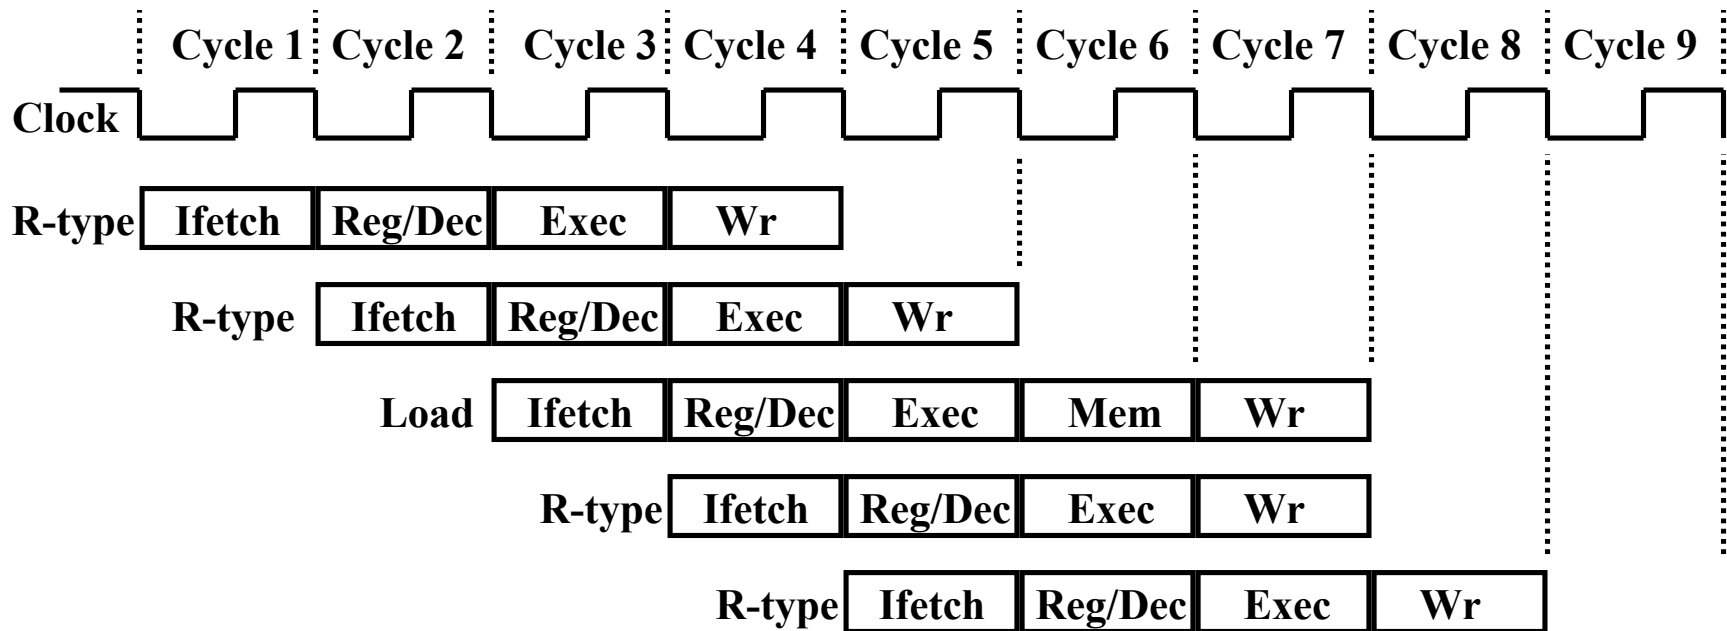 Cycle 1 Cycle 2 Cycle 3 Cycle 4 Cycle 5 Cycle 6 Cycle 7 Cycle 8 Cycle 9
Clock
R-type Ifetch Reg/Dec Exec Wr
R-type Ifetch Reg/Dec Exec Wr
Load Ifetch Reg/Dec Exec Mem Wr
R-type Ifetch Reg/Dec Exec Wr
R-type Ifetch Reg/Dec Exec Wr